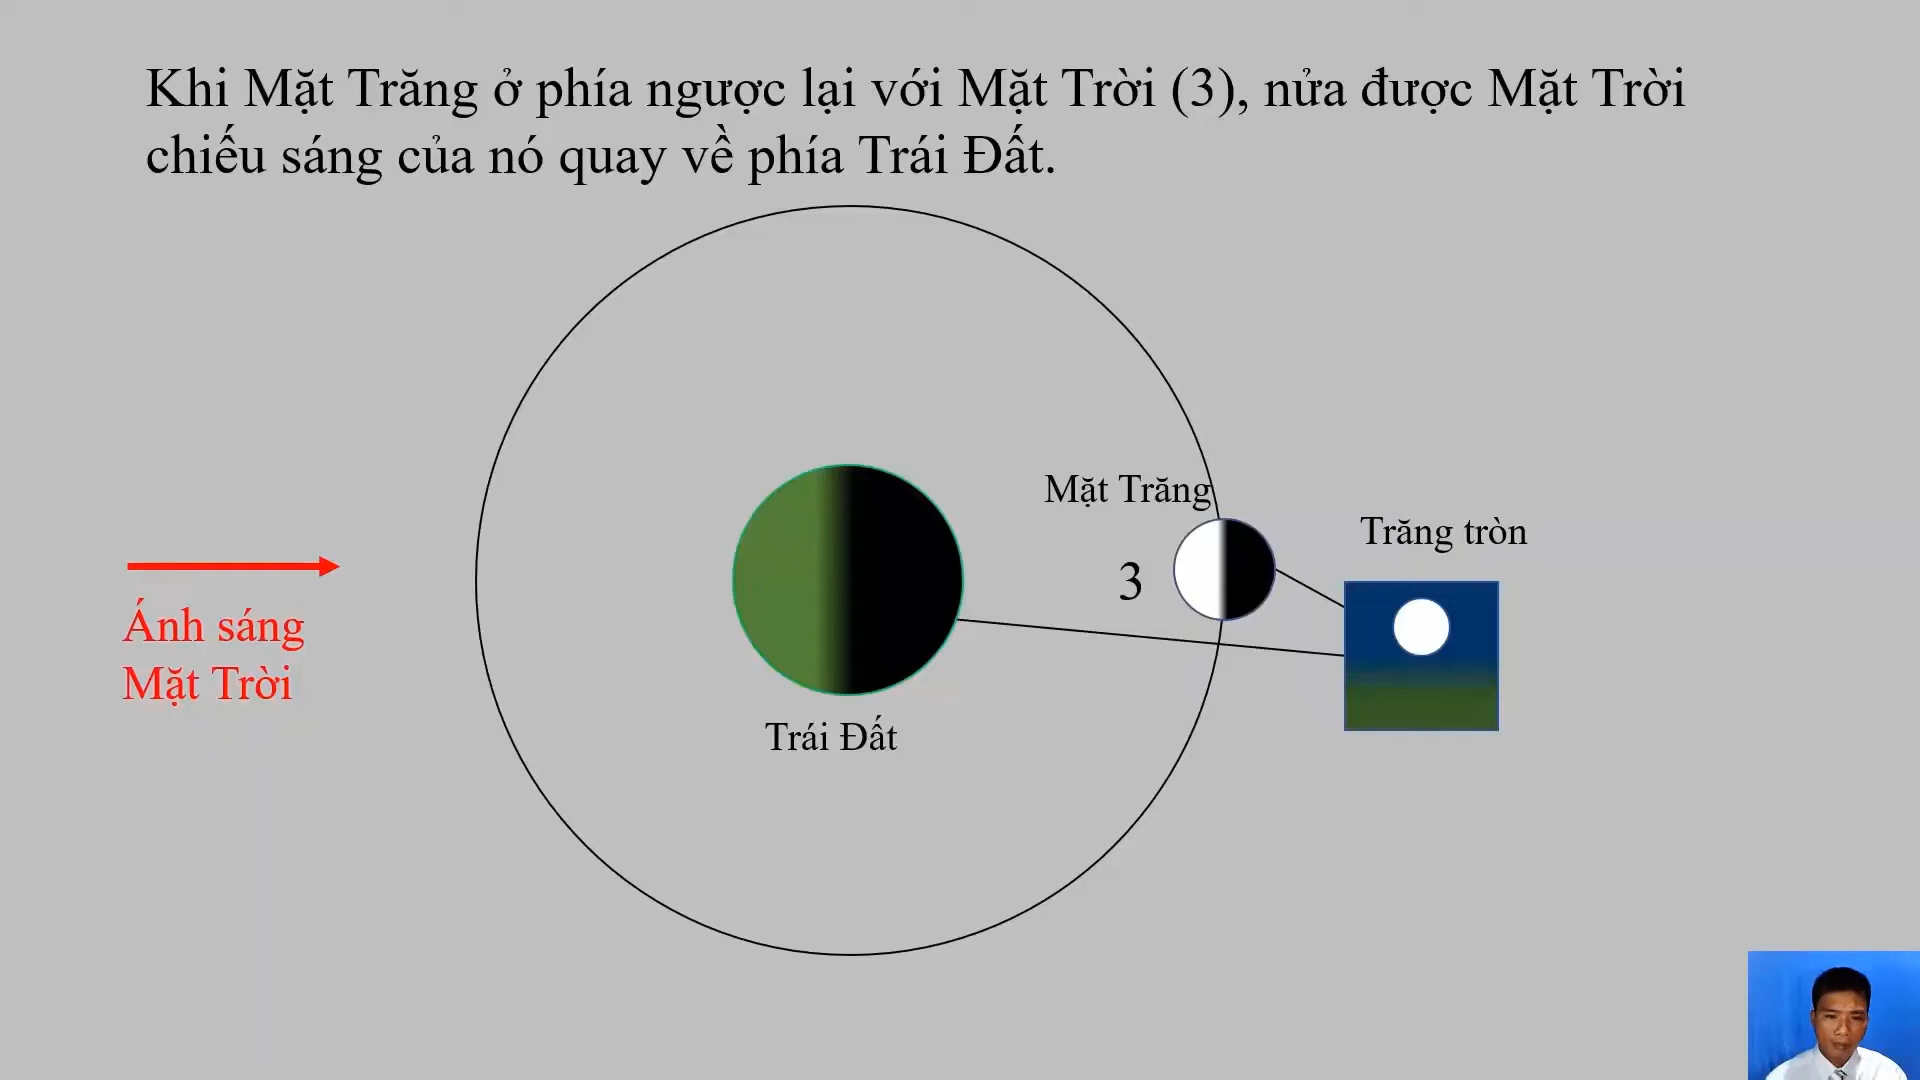 Khi Mặt Trăng ở phía ngược lại với Mặt Trời (3), nửa được Mặt Trời
chiếu sáng của nó quay về phía Trái Đất.
Mặt Trăng
Trăng tròn
3
Ánh sáng
Mặt Trời
Trái Đất